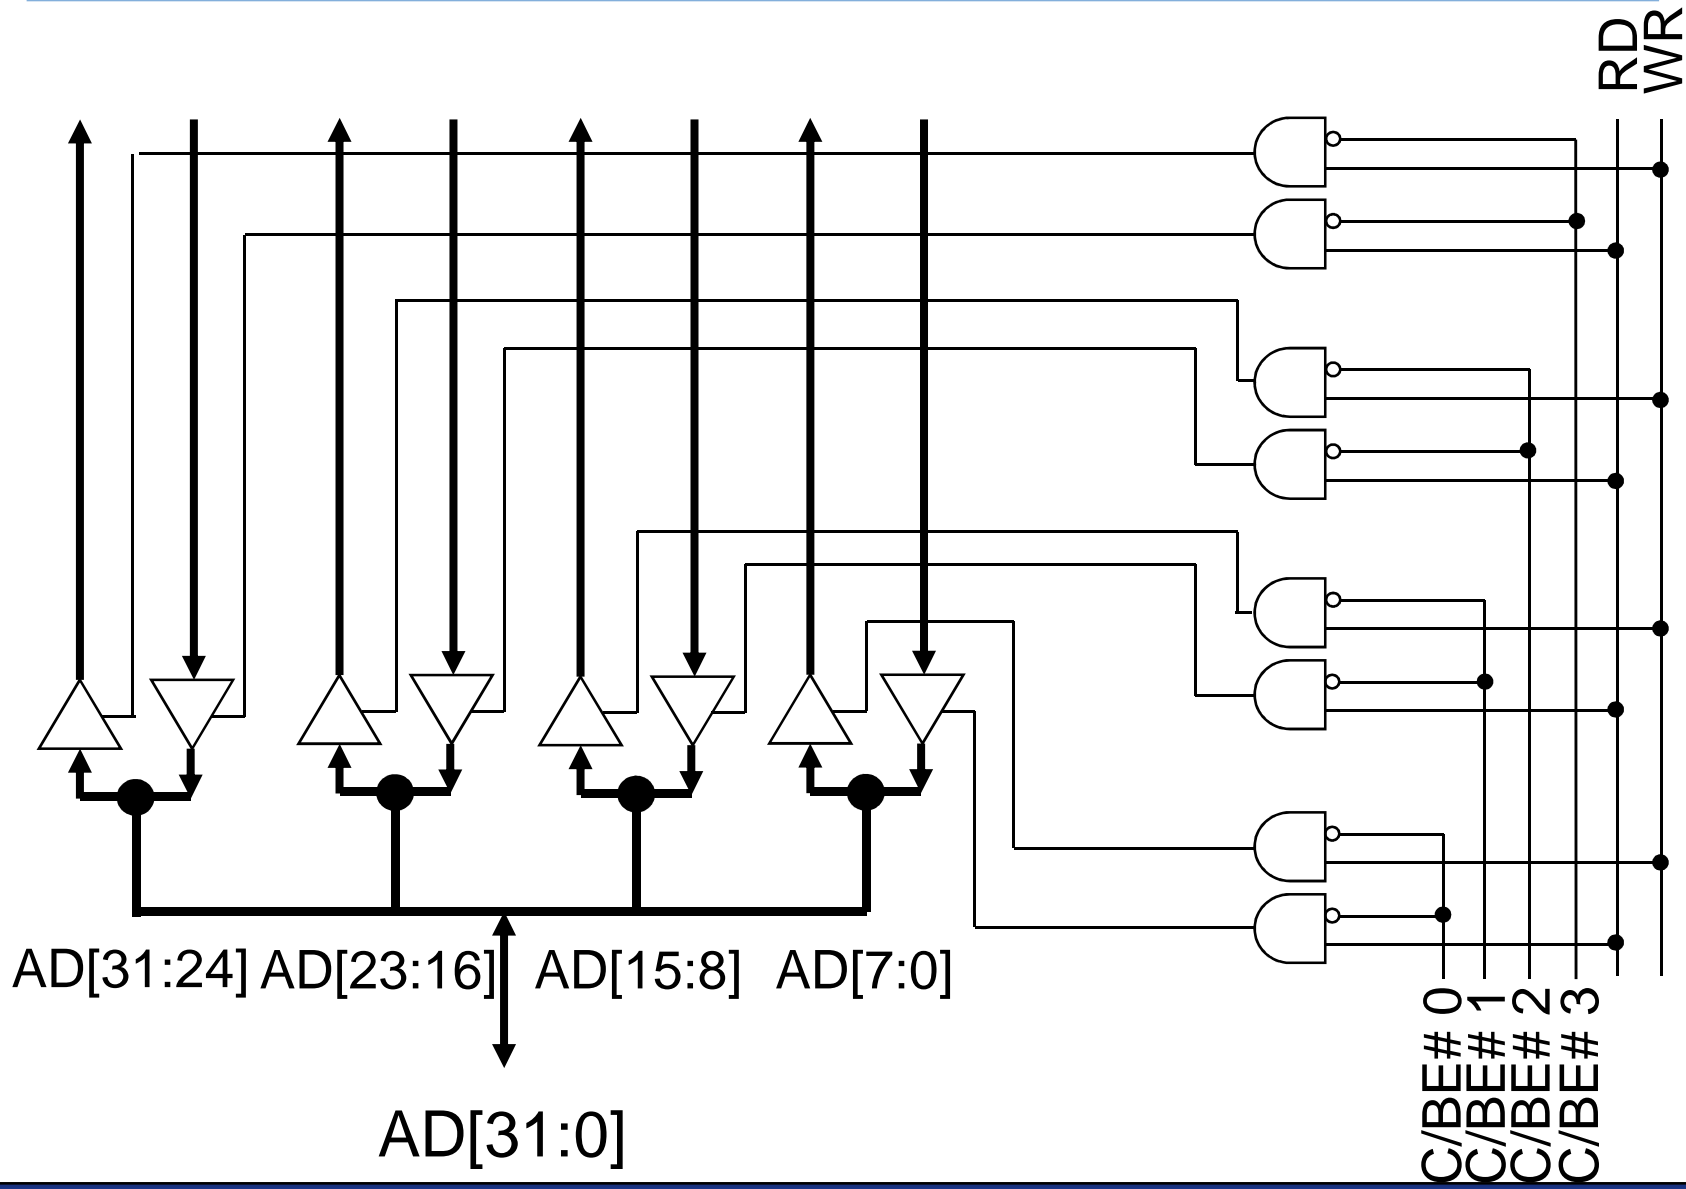 RD
WR
AD[31:24] AD[23:16] AD[15:8] AD[7:0]
AD[31:0]
C/BE# 0
C/BE# 1
C/BE# 2
C/BE# 3